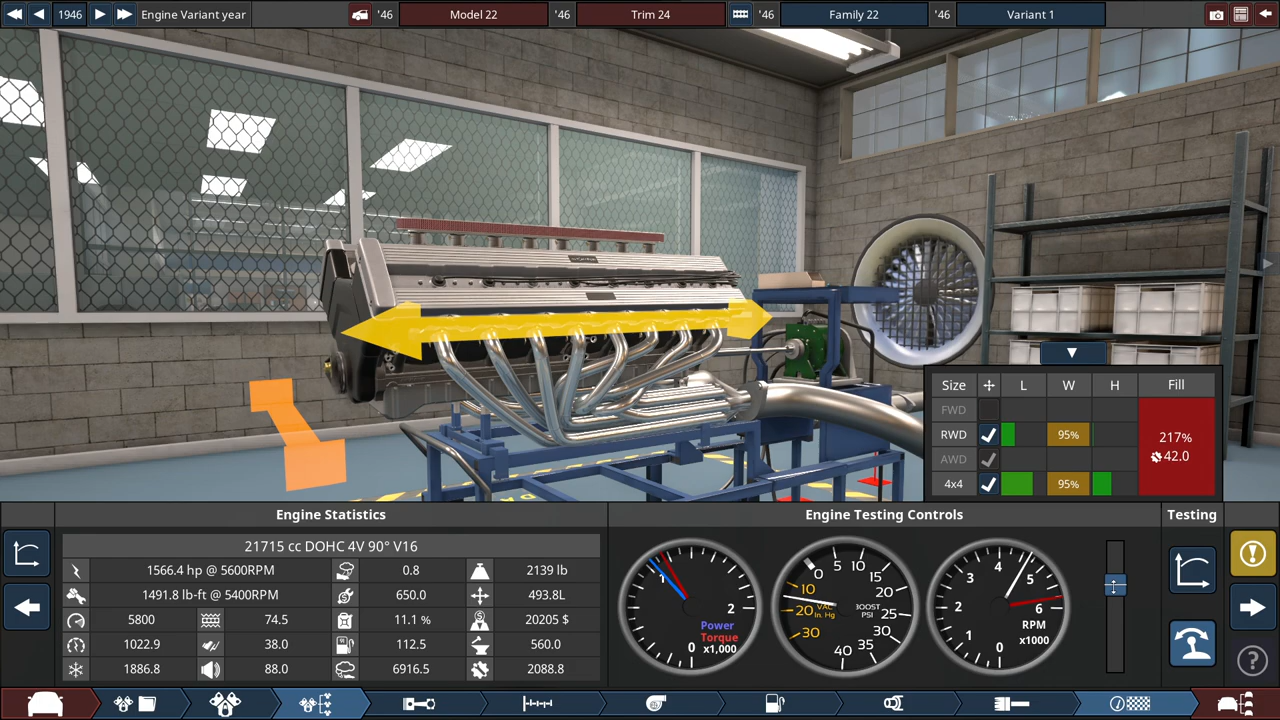 1946 Engine Variant year '46 Model 22 '46 Trim 24 '46 Family 22 '46 Variant 1
Size L W H Fill
FWD
RWD 95%
AWD
4x4 95%
217%
42.0
Engine Statistics
21715 cc DOHC 4V 90° V16
1566.4 hp @ 5600RPM 0.8 2139 lb
1491.8 lb-ft @ 5400RPM 650.0 493.8L
5800 74.5 11.1 % 20205 $
1022.9 38.0 112.5 560.0
1886.8 88.0 6916.5 2088.8
Engine Testing Controls
1 2 0
Power
Torque
x1,000
0 5 10 15 20 25 30 35 40
10 20 30
VAC
in. Hg
BOOST
PSI
0 1 2 3 4 5 6
RPM
x1000
Testing
?